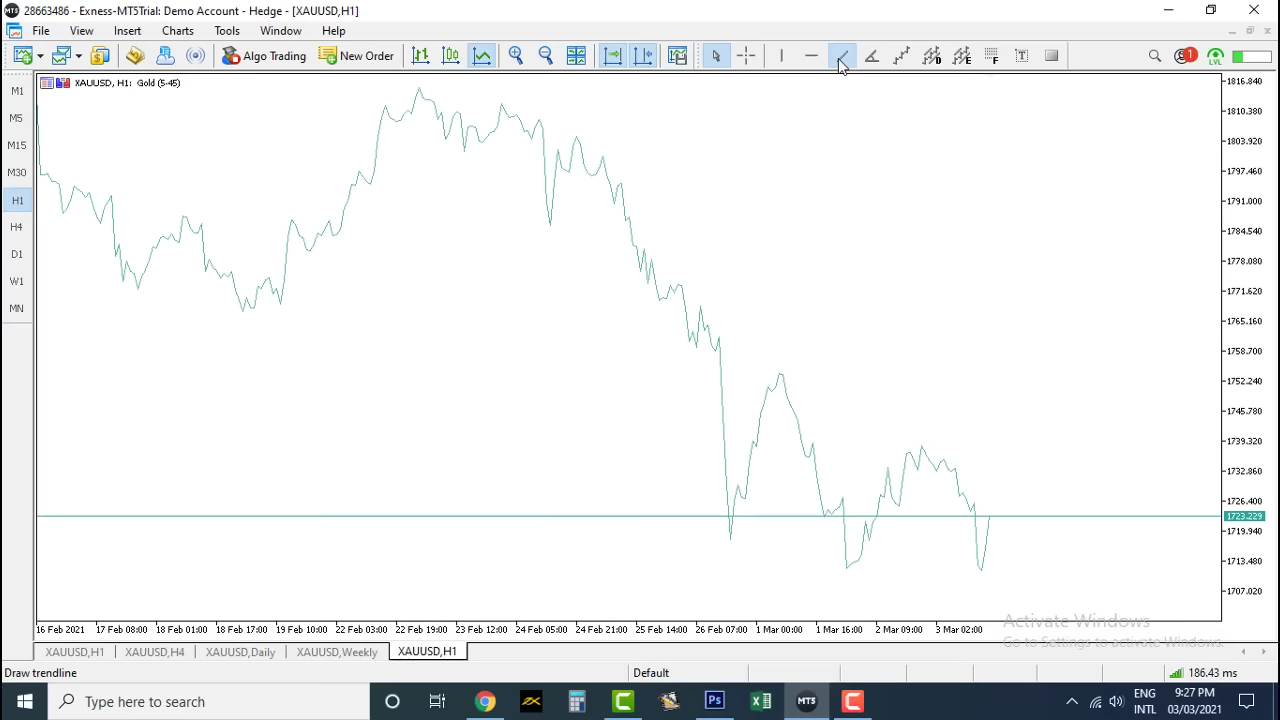 28663486 - Exness-MT5Trial: Demo Account - Hedge - [XAUUSD,H1]
File View Insert Charts Tools Window Help
Algo Trading New Order
D E F T 1 LVL
XAUUSD, H1: Gold (5-45)
M1
M5
M15
M30
H1
H4
D1
W1
MN
1816.840
1810.380
1803.920
1797.460
1791.000
1784.540
1778.080
1771.620
1765.160
1758.700
1752.240
1745.780
1739.320
1732.860
1726.400
1723.229
1719.940
1713.480
1707.020
16 Feb 2021 17 Feb 08:00 18 Feb 01:00 18 Feb 17:00 19 Feb 10:00 22 Feb 03:00 22 Feb 19:00 23 Feb 12:00 24 Feb 05:00 24 Feb 21:00 25 Feb 14:00 26 Feb 07:00 1 Mar 00:00 1 Mar 16:00 2 Mar 09:00 3 Mar 02:00
Activate Windows
Go to Settings to activate Windows.
XAUUSD,H1 XAUUSD,H4 XAUUSD,Daily XAUUSD,Weekly XAUUSD,H1
Draw trendline Default 186.43 ms
Type here to search
Ps MT5 ENG INTL 9:27 PM 03/03/2021